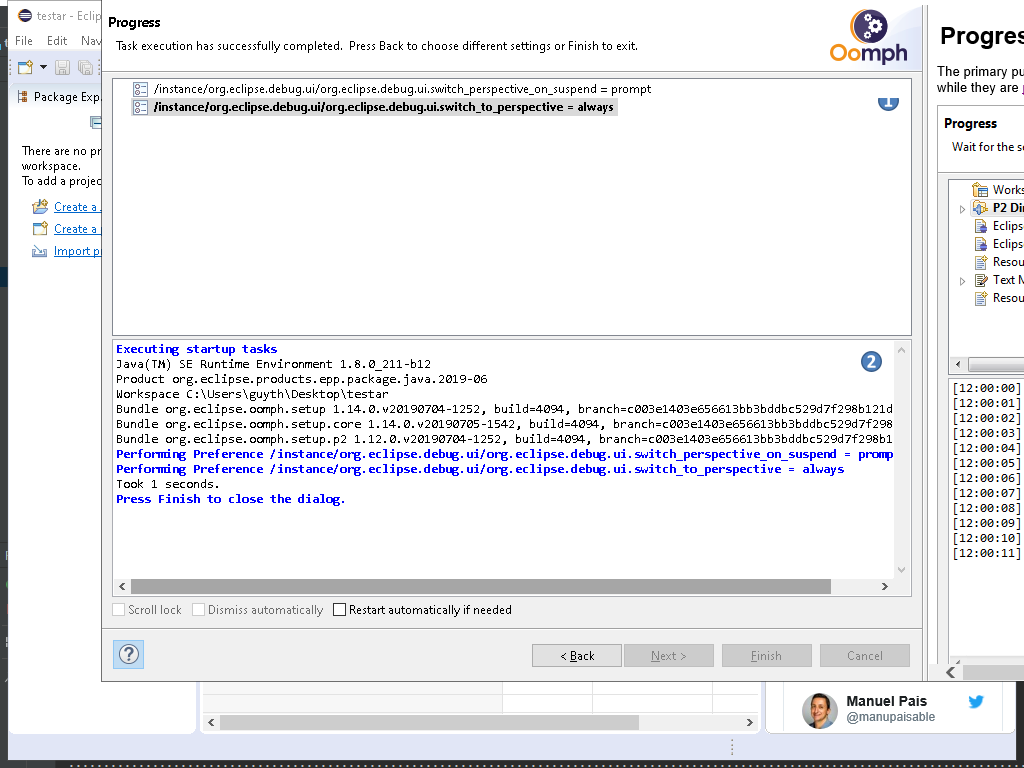 testar - Eclip
File Edit Nav
Package Exp
There are no pr
workspace.
To add a projec
Create a
Create a
Import p
Progress
Task execution has successfully completed. Press Back to choose different settings or Finish to exit.
Oomph
/instance/org.eclipse.debug.ui/org.eclipse.debug.ui.switch_perspective_on_suspend = prompt
/instance/org.eclipse.debug.ui/org.eclipse.debug.ui.switch_to_perspective = always
1
Executing startup tasks
Java(TM) SE Runtime Environment 1.8.0_211-b12
Product org.eclipse.products.epp.package.java.2019-06
Workspace C:\Users\guyth\Desktop\testar
Bundle org.eclipse.oomph.setup 1.14.0.v20190704-1252, build=4094, branch=c003e1403e656613bb3bddbc529d7f298b121d
Bundle org.eclipse.oomph.setup.core 1.14.0.v20190705-1542, build=4094, branch=c003e1403e656613bb3bddbc529d7f298
Bundle org.eclipse.oomph.setup.p2 1.12.0.v20190704-1252, build=4094, branch=c003e1403e656613bb3bddbc529d7f298b1
Performing Preference /instance/org.eclipse.debug.ui/org.eclipse.debug.ui.switch_perspective_on_suspend = promp
Performing Preference /instance/org.eclipse.debug.ui/org.eclipse.debug.ui.switch_to_perspective = always
Took 1 seconds.
Press Finish to close the dialog.
2
Scroll lock Dismiss automatically Restart automatically if needed
?
< Back Next > Finish Cancel
Progres
The primary pu
while they are j
Progress
Wait for the se
Works
P2 Di
Eclips
Eclips
Resou
Text M
Resou
[12:00:00]
[12:00:01]
[12:00:02]
[12:00:03]
[12:00:04]
[12:00:05]
[12:00:06]
[12:00:07]
[12:00:08]
[12:00:09]
[12:00:10]
[12:00:11]
Manuel Pais
@manupaisable